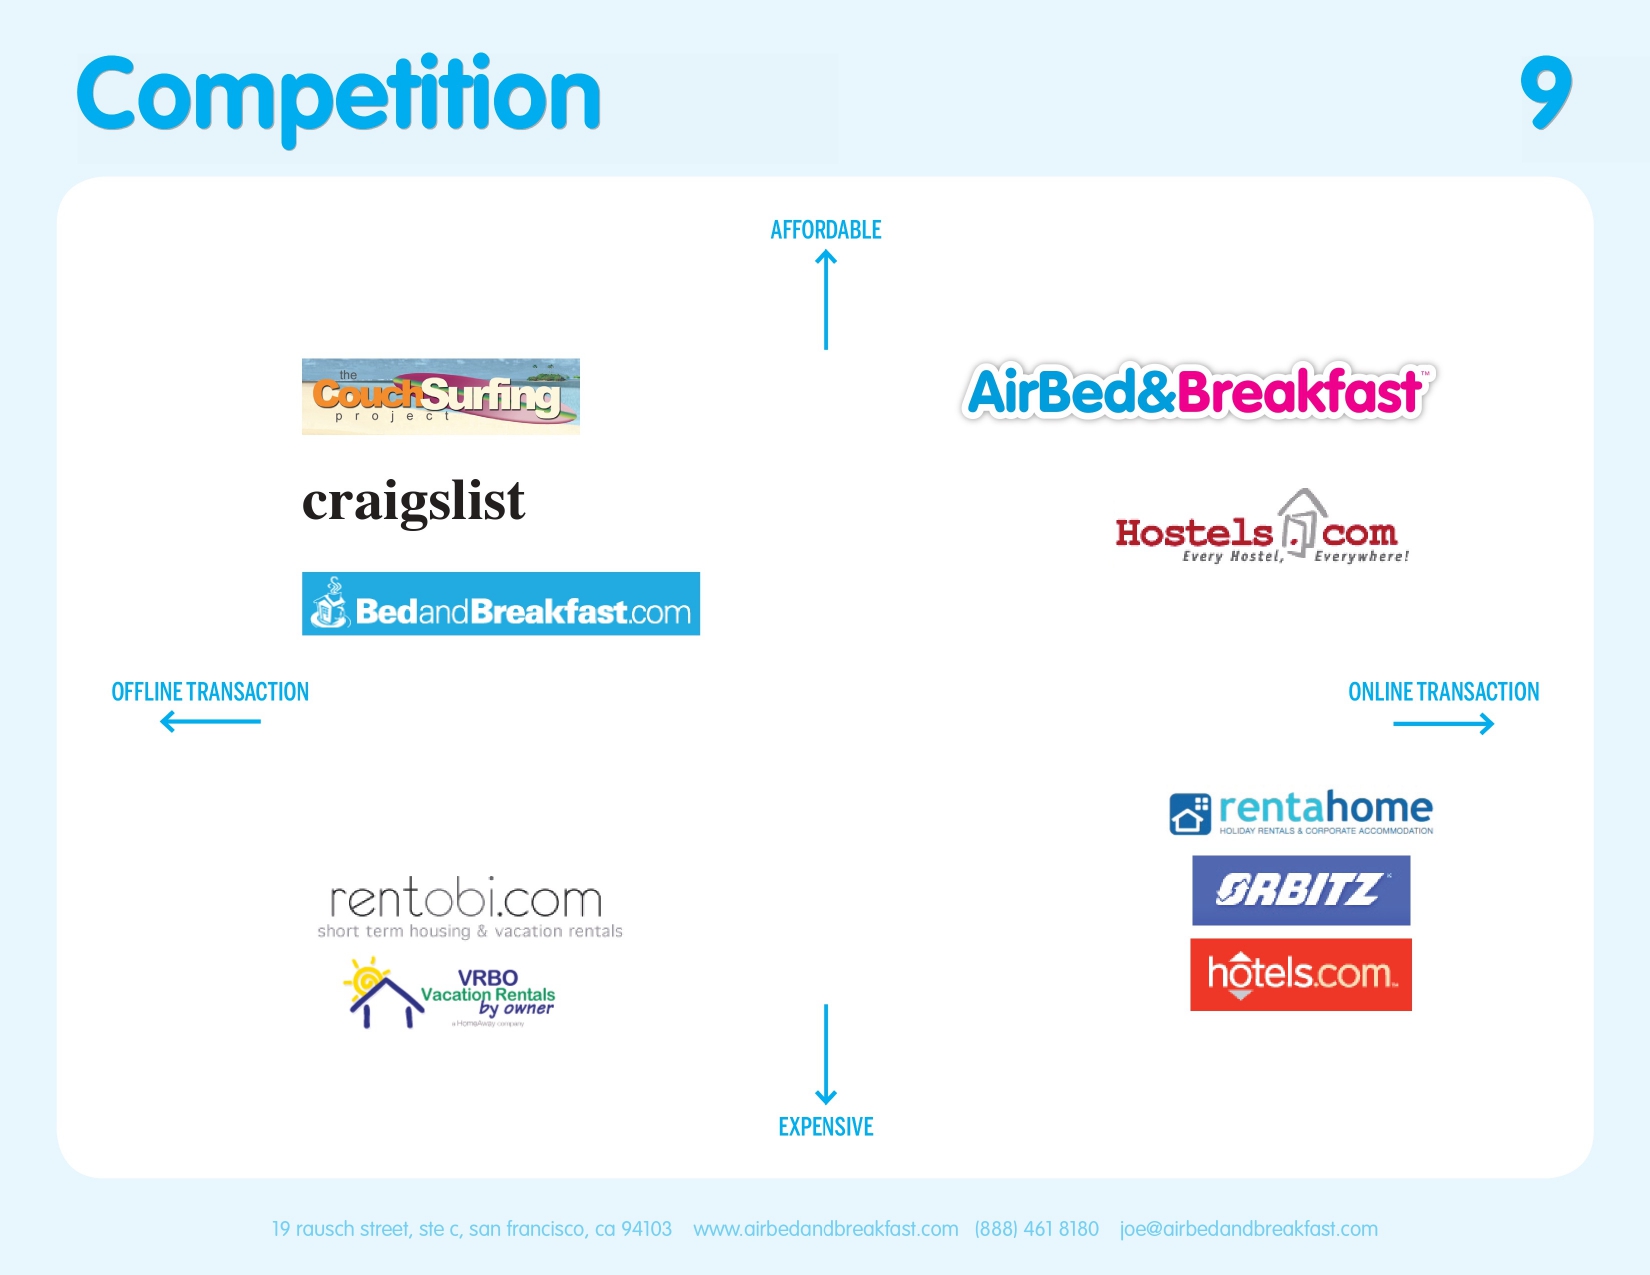 Competition
9
AFFORDABLE
the
CouchSurfing
project
AirBed&Breakfast™
craigslist
Hostels.com
Every Hostel, Everywhere!
BedandBreakfast.com
OFFLINE TRANSACTION
ONLINE TRANSACTION
rentahome
HOLIDAY RENTALS & CORPORATE ACCOMMODATION
ORBITZ
rentobi.com
short term housing & vacation rentals
hotels.com
VRBO
Vacation Rentals
by owner
a HomeAway company
EXPENSIVE
19 rausch street, ste c, san francisco, ca 94103 www.airbedandbreakfast.com (888) 461 8180 joe@airbedandbreakfast.com